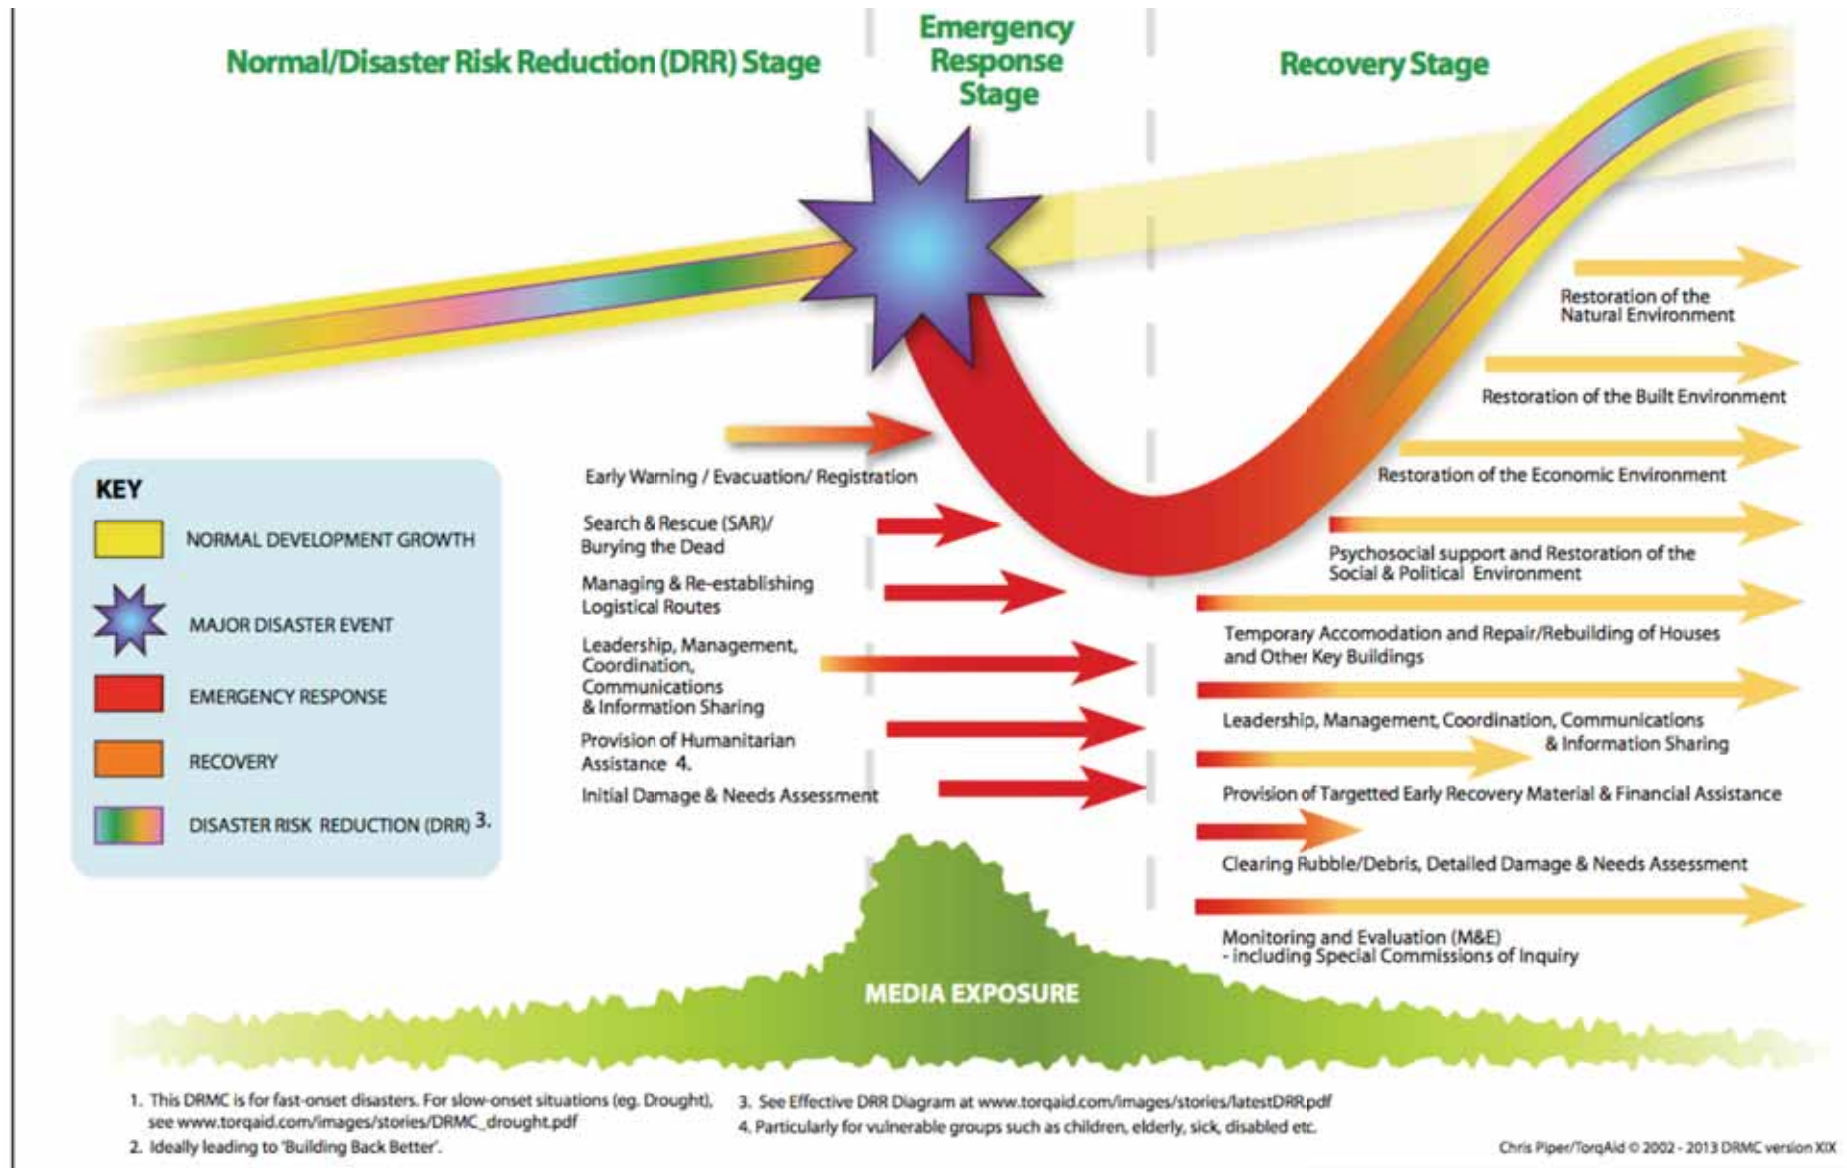 Normal/Disaster Risk Reduction (DRR) Stage
Emergency
Response
Stage
Recovery Stage
Restoration of the
Natural Environment
Restoration of the Built Environment
Restoration of the Economic Environment
Psychosocial support and Restoration of the
Social & Political Environment
Temporary Accomodation and Repair/Rebuilding of Houses
and Other Key Buildings
Leadership, Management, Coordination, Communications
& Information Sharing
Provision of Targetted Early Recovery Material & Financial Assistance
Clearing Rubble/Debris, Detailed Damage & Needs Assessment
Monitoring and Evaluation (M&E)
- including Special Commissions of Inquiry
Early Warning / Evacuation/ Registration
Search & Rescue (SAR)/
Burying the Dead
Managing & Re-establishing
Logistical Routes
Leadership, Management,
Coordination,
Communications
& Information Sharing
Provision of Humanitarian
Assistance 4.
Initial Damage & Needs Assessment
KEY
NORMAL DEVELOPMENT GROWTH
MAJOR DISASTER EVENT
EMERGENCY RESPONSE
RECOVERY
DISASTER RISK REDUCTION (DRR) 3.
MEDIA EXPOSURE
1. This DRMC is for fast-onset disasters. For slow-onset situations (eg. Drought),
see www.torqaid.com/images/stories/DRMC_drought.pdf
2. Ideally leading to 'Building Back Better'.
3. See Effective DRR Diagram at www.torqaid.com/images/stories/latestDRR.pdf
4. Particularly for vulnerable groups such as children, elderly, sick, disabled etc.
Chris Piper/TorqAid © 2002 - 2013 DRMC version XIX